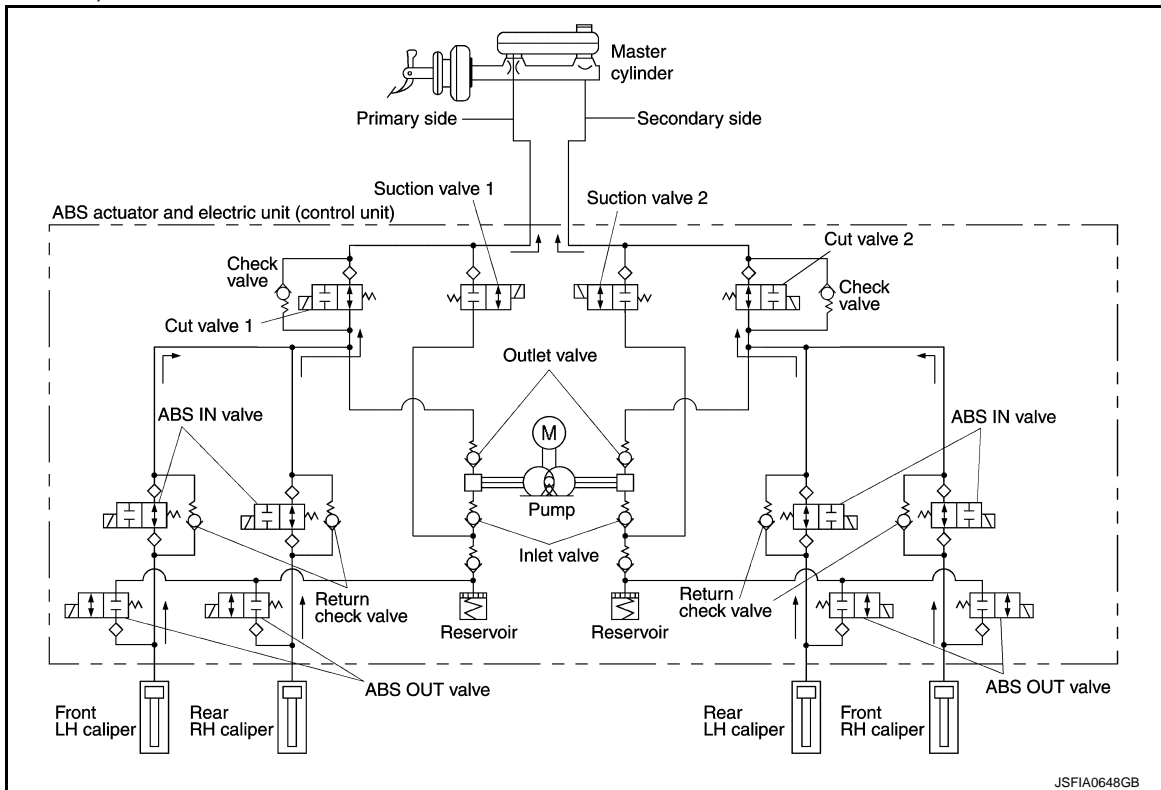 Master
cylinder
Primary side
Secondary side
Suction valve 1
Suction valve 2
ABS actuator and electric unit (control unit)
Cut valve 2
Check
valve
Check
valve
Cut valve 1
Outlet valve
ABS IN valve
ABS IN valve
M
Pump
Inlet valve
Return
check valve
Return
check valve
Reservoir
Reservoir
ABS OUT valve
ABS OUT valve
Front
LH caliper
Rear
RH caliper
Rear
LH caliper
Front
RH caliper
JSFIA0648GB